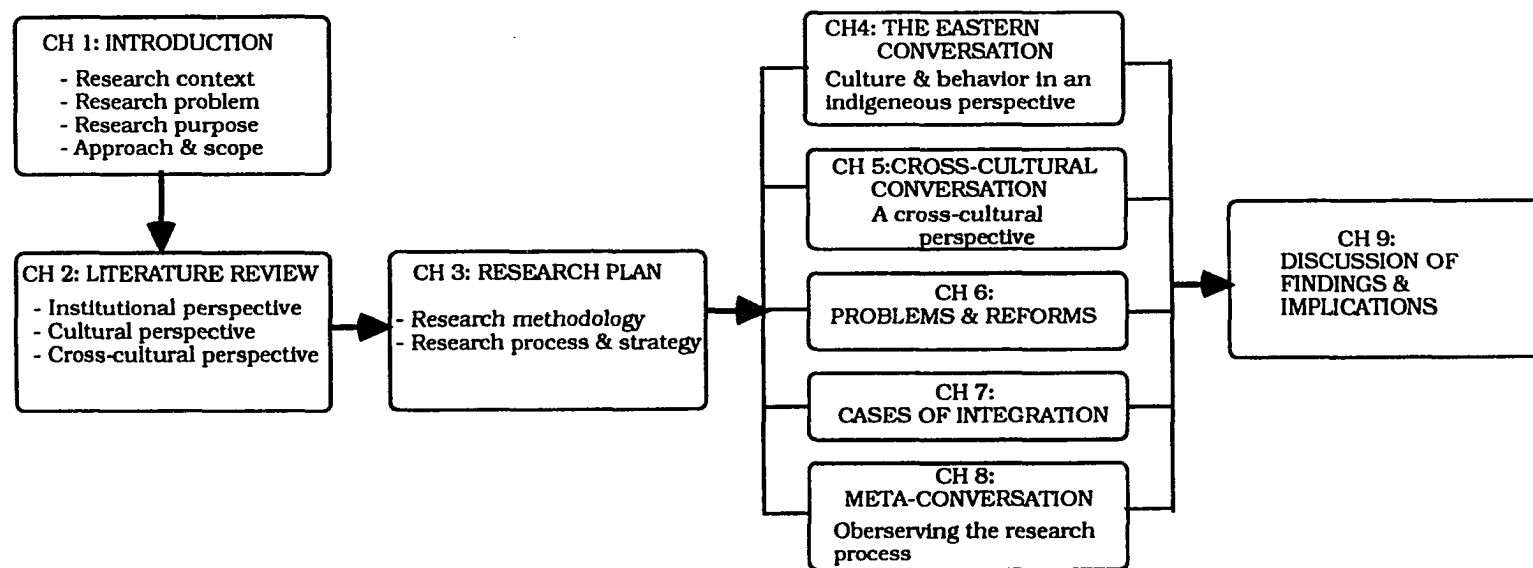 CH 1: INTRODUCTION
- Research context
- Research problem
- Research purpose
- Approach & scope
CH 2: LITERATURE REVIEW
- Institutional perspective
- Cultural perspective
- Cross-cultural perspective
CH 3: RESEARCH PLAN
- Research methodology
- Research process & strategy
CH4: THE EASTERN
CONVERSATION
Culture & behavior in an
indigeneous perspective
CH 5:CROSS-CULTURAL
CONVERSATION
A cross-cultural
perspective
CH 6:
PROBLEMS & REFORMS
CH 7:
CASES OF INTEGRATION
CH 8:
META-CONVERSATION
Oberserving the research
process
CH 9:
DISCUSSION OF
FINDINGS &
IMPLICATIONS